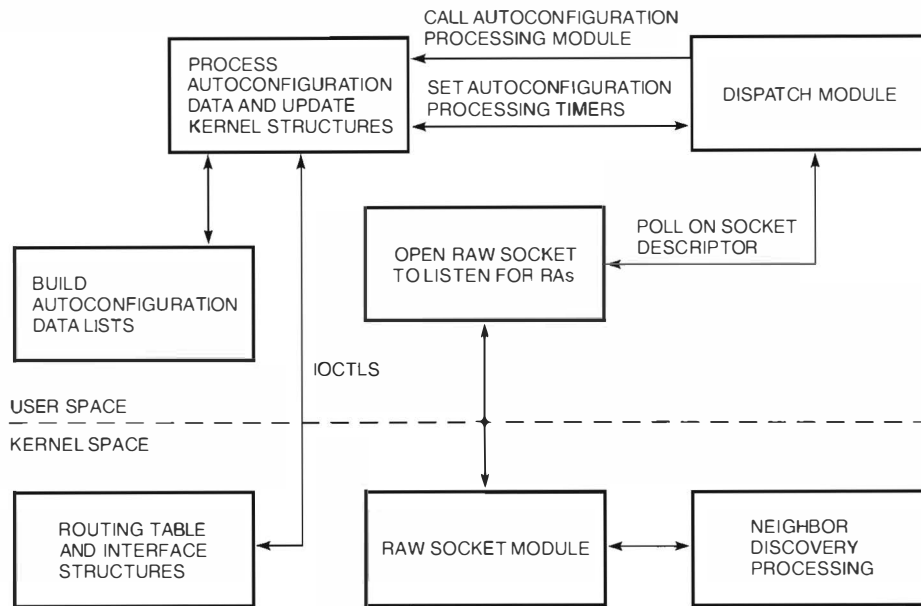 CALL AUTOCONFIGURATION
PROCESSING MODULE
PROCESS
AUTOCONFIGURATION
DATA AND UPDATE
KERNEL STRUCTURES
SET AUTOCONFIGURATION
PROCESSING TIMERS
DISPATCH MODULE
POLL ON SOCKET
DESCRIPTOR
OPEN RAW SOCKET
TO LISTEN FOR RAs
BUILD
AUTOCONFIGURATION
DATA LISTS
IOCTLS
USER SPACE
KERNEL SPACE
ROUTING TABLE
AND INTERFACE
STRUCTURES
RAW SOCKET MODULE
NEIGHBOR
DISCOVERY
PROCESSING